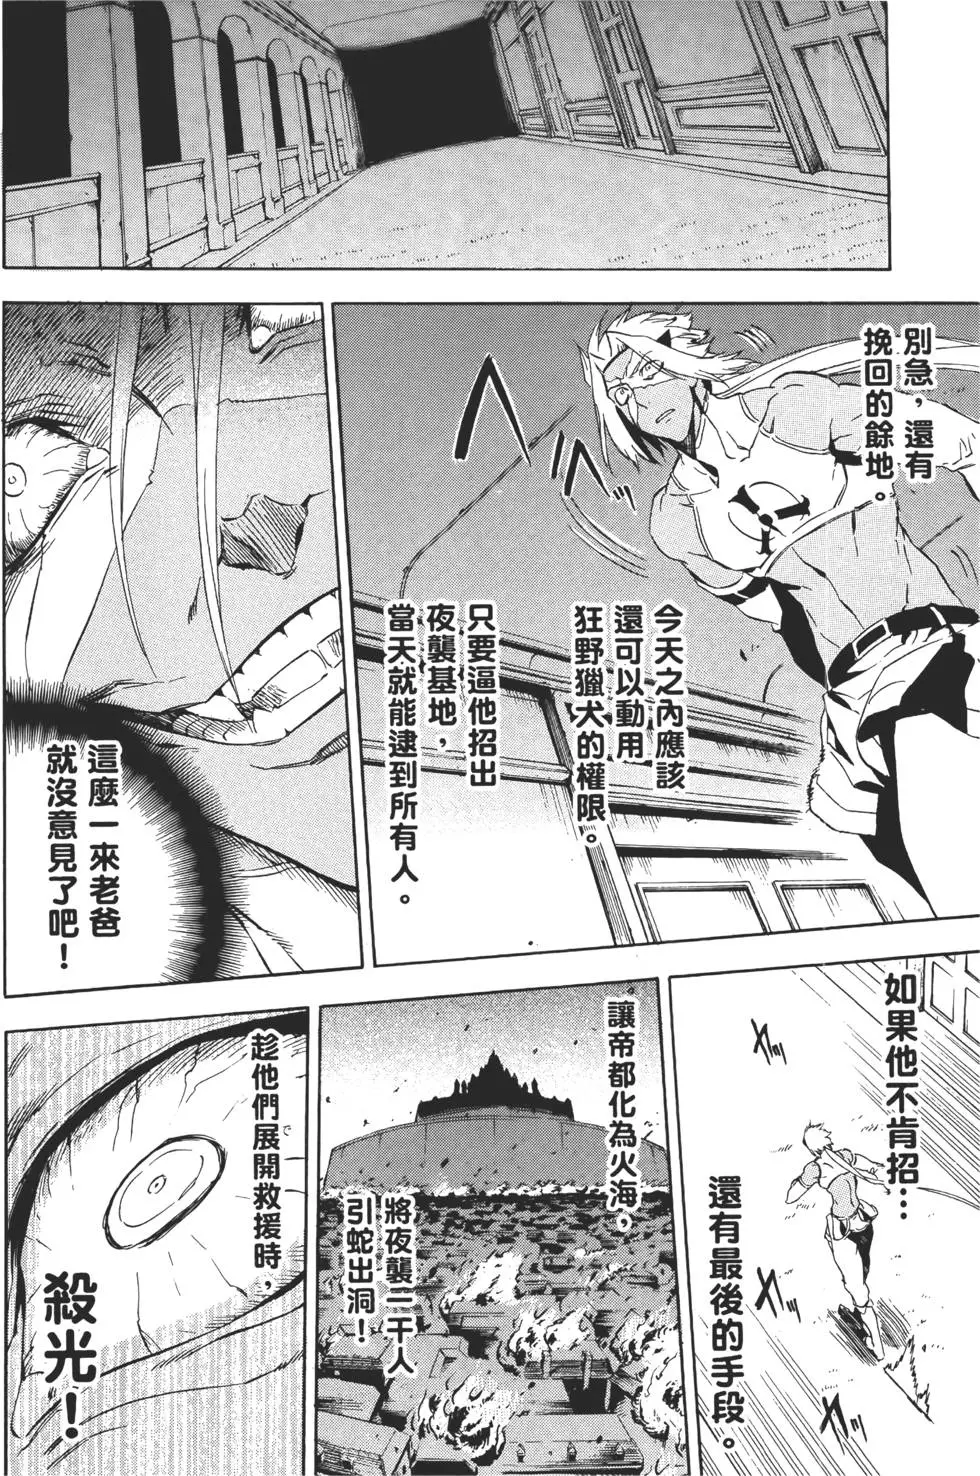 別急，還有
挽回的餘地。
今天之內應該
還可以動用
狂野獵犬的權限。
只要逼他招出
夜襲基地，
當天就能逮到所有人。
這麼一來老爸
就沒意見了吧！
如果他不肯招…
還有最後的手段。
讓帝都化為火海，
將夜襲一干人
引蛇出洞！
趁他們展開救援時，
殺光！